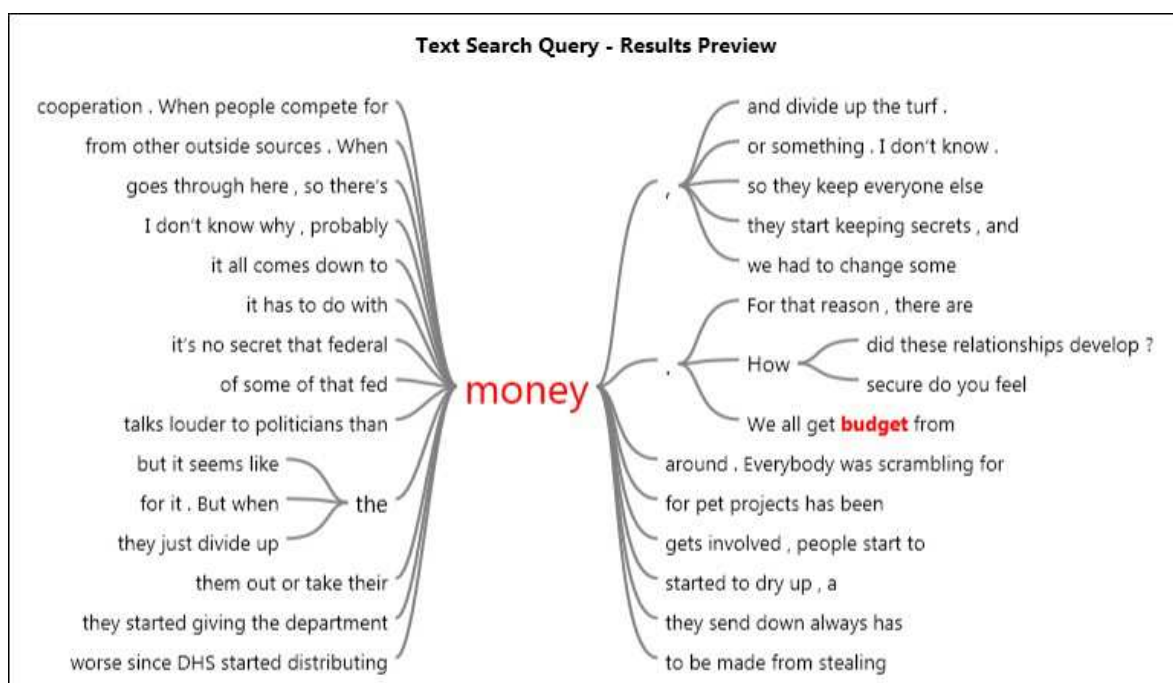 Text Search Query - Results Preview
cooperation . When people compete for
from other outside sources . When
goes through here , so there's
I don't know why , probably
it all comes down to
it has to do with
it's no secret that federal
of some of that fed
talks louder to politicians than
but it seems like
for it . But when
they just divide up
the
them out or take their
they started giving the department
worse since DHS started distributing
money
,
and divide up the turf .
or something . I don't know .
so they keep everyone else
they start keeping secrets , and
we had to change some
.
For that reason , there are
How
did these relationships develop ?
secure do you feel
We all get budget from
around . Everybody was scrambling for
for pet projects has been
gets involved , people start to
started to dry up , a
they send down always has
to be made from stealing